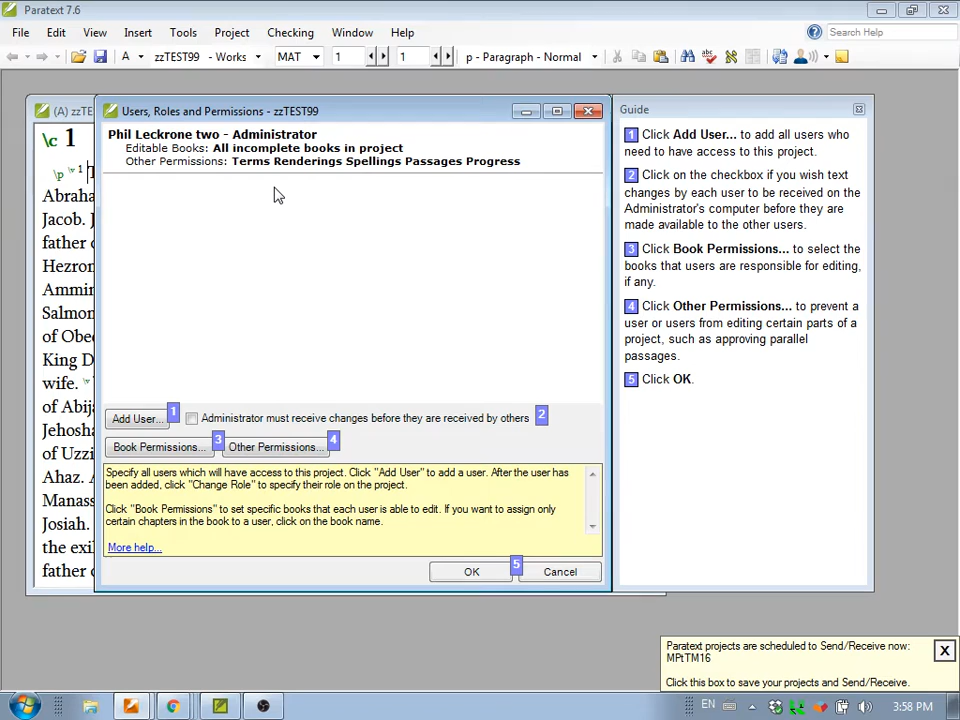 Paratext 7.6
File Edit View Insert Tools Project Checking Window Help
Search Help
A zzTEST99 - Works MAT 1 1 p - Paragraph - Normal
(A) zzTE
\c 1
\p 1 T
Abraha
Jacob. J
father o
Hezron
Ammin
Salmon
of Obed
King D
wife.
of Abij
Jehosha
of Uzzi
Ahaz. A
Manass
Josiah.
the exil
father o
Users, Roles and Permissions - zzTEST99
Phil Leckrone two - Administrator
Editable Books: All incomplete books in project
Other Permissions: Terms Renderings Spellings Passages Progress
Add User... 1
Administrator must receive changes before they are received by others 2
Book Permissions... 3 Other Permissions... 4
Specify all users which will have access to this project. Click "Add User" to add a user. After the user has
been added, click "Change Role" to specify their role on the project.
Click "Book Permissions" to set specific books that each user is able to edit. If you want to assign only
certain chapters in the book to a user, click on the book name.
More help...
OK 5 Cancel
Guide
1 Click Add User... to add all users who
need to have access to this project.
2 Click on the checkbox if you wish text
changes by each user to be received on the
Administrator's computer before they are
made available to the other users.
3 Click Book Permissions... to select the
books that users are responsible for editing,
if any.
4 Click Other Permissions... to prevent a
user or users from editing certain parts of a
project, such as approving parallel
passages.
5 Click OK.
Paratext projects are scheduled to Send/Receive now:
MPtTM16
X
Click this box to save your projects and Send/Receive.
EN
3:58 PM